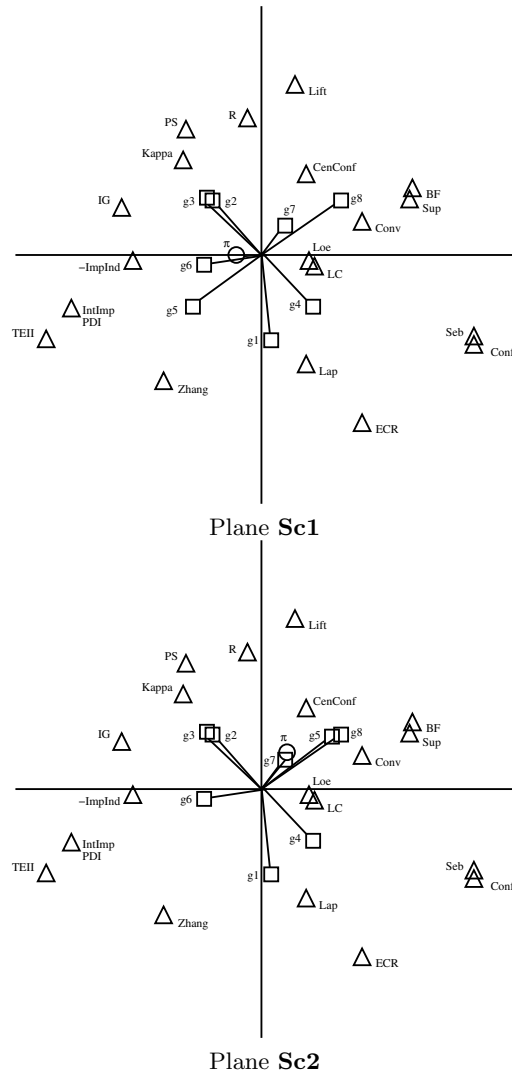 Lift
R
PS
Kappa
CenConf
IG
g3
g2
g8
BF
Sup
g7
Conv
π
Loe
-ImpInd
g6
LC
IntImp
PDI
g5
g4
TEII
g1
Seb
Conf
Lap
Zhang
ECR
Plane Sc1
Lift
R
PS
Kappa
CenConf
IG
g3
g2
π
g5
g8
BF
Sup
g7
Conv
Loe
-ImpInd
g6
LC
IntImp
PDI
g4
TEII
g1
Seb
Conf
Lap
Zhang
ECR
Plane Sc2